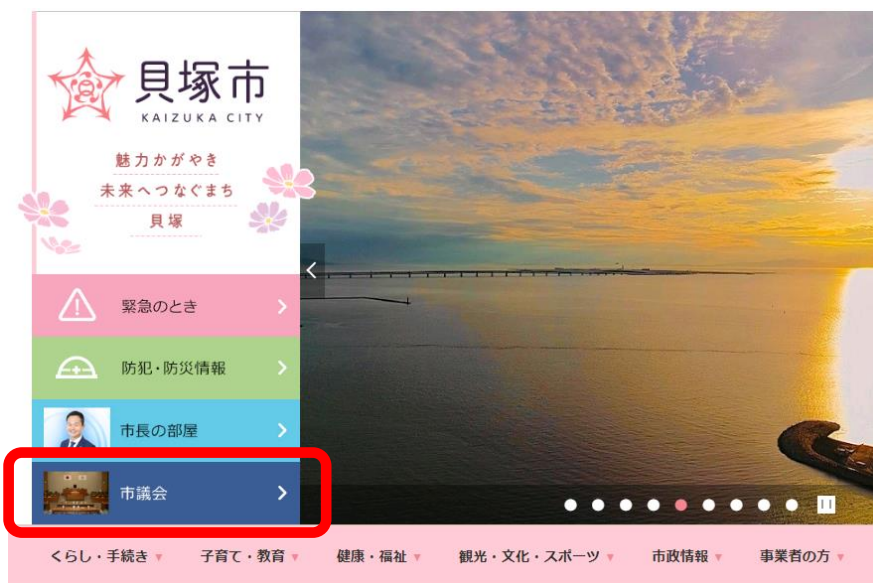 貝塚市
KAIZUKA CITY
魅力かがやき
未来へつなぐまち
貝塚
緊急のとき
防犯・防災情報
市長の部屋
市議会
くらし・手続き▼ 子育て・教育▼ 健康・福祉▼ 観光・文化・スポーツ▼ 市政情報▼ 事業者の方▼